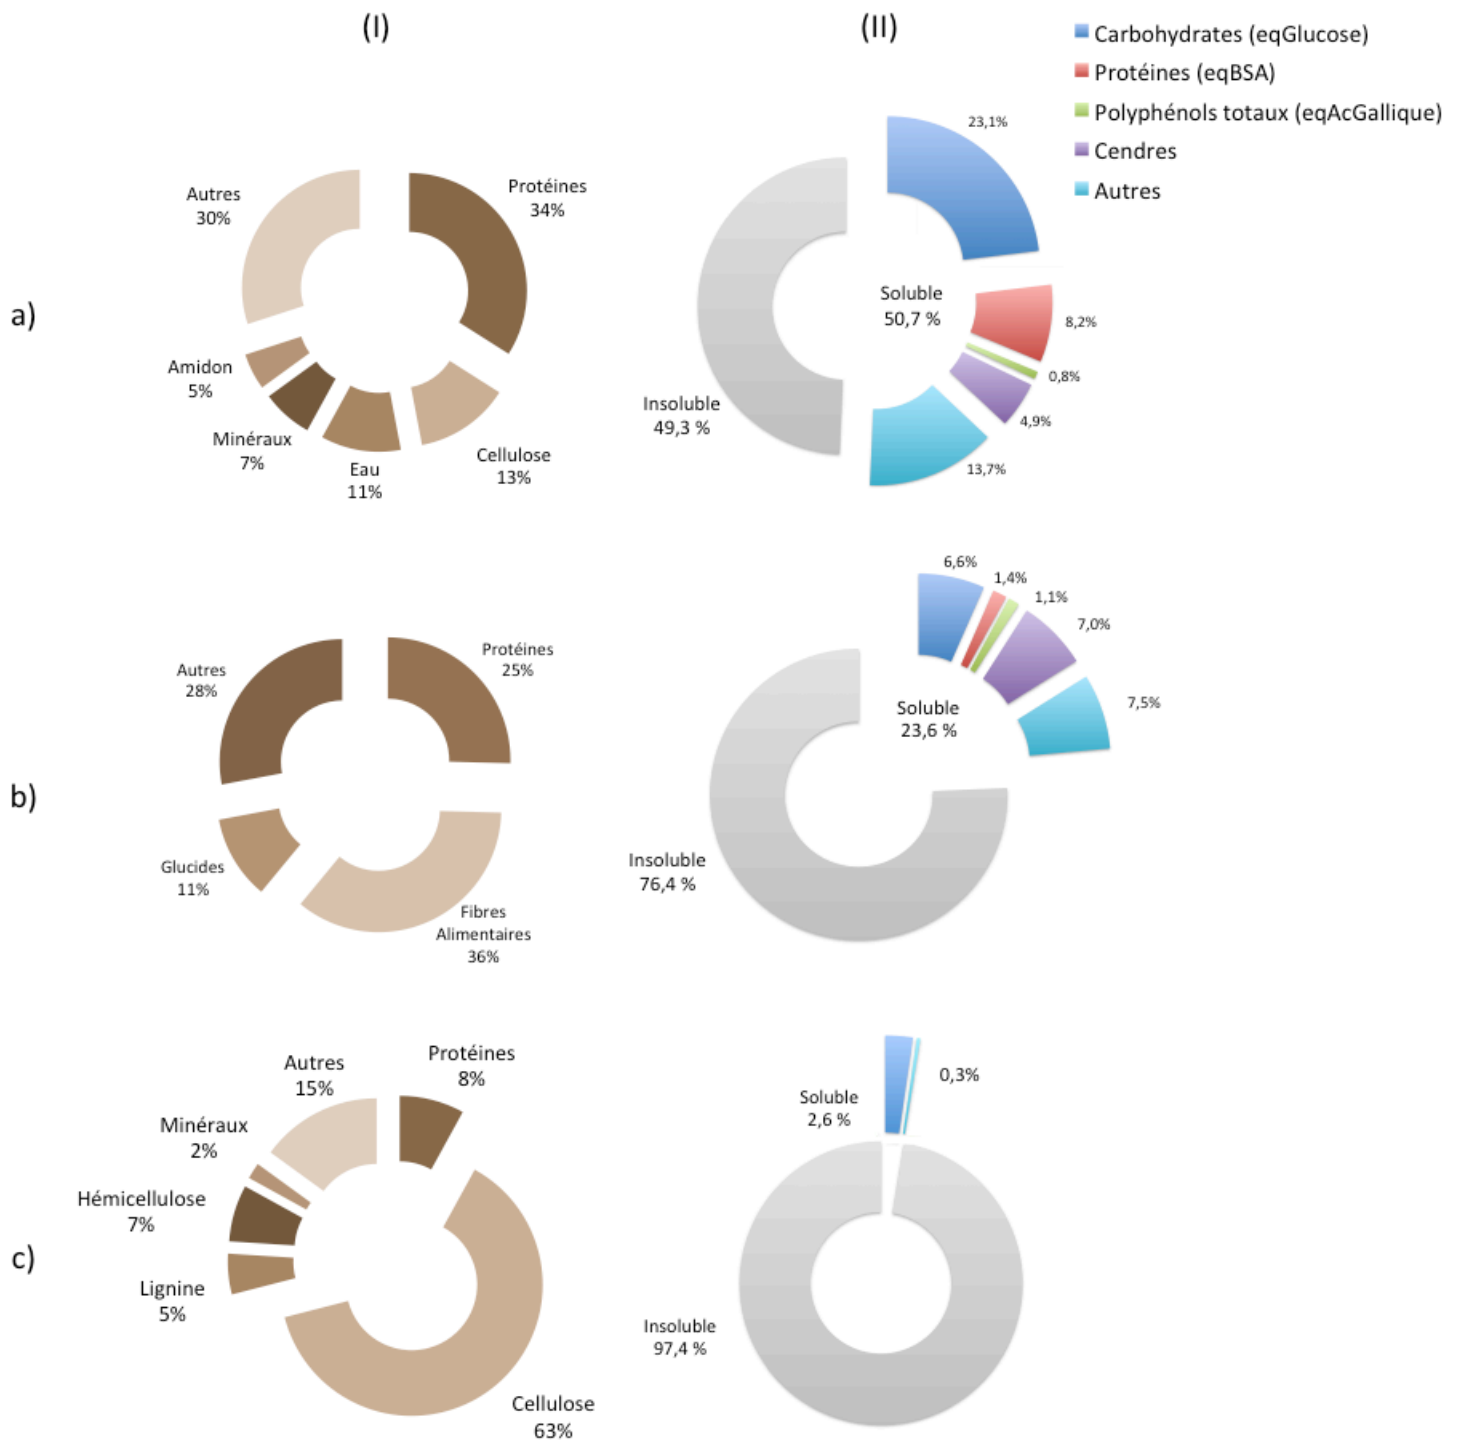 (I)
(II)
Carbohydrates (eqGlucose)
Protéines (eqBSA)
Polyphénols totaux (eqAcGallique)
Cendres
Autres
a)
Autres
30%
Protéines
34%
Amidon
5%
Minéraux
7%
Eau
11%
Cellulose
13%
23,1%
Soluble
50,7 %
8,2%
0,8%
4,9%
13,7%
Insoluble
49,3 %
b)
Autres
28%
Protéines
25%
Glucides
11%
Fibres
Alimentaires
36%
6,6%
1,4%
1,1%
7,0%
7,5%
Soluble
23,6 %
Insoluble
76,4 %
c)
Autres
15%
Protéines
8%
Minéraux
2%
Hémicellulose
7%
Lignine
5%
Cellulose
63%
Soluble
2,6 %
0,3%
Insoluble
97,4 %